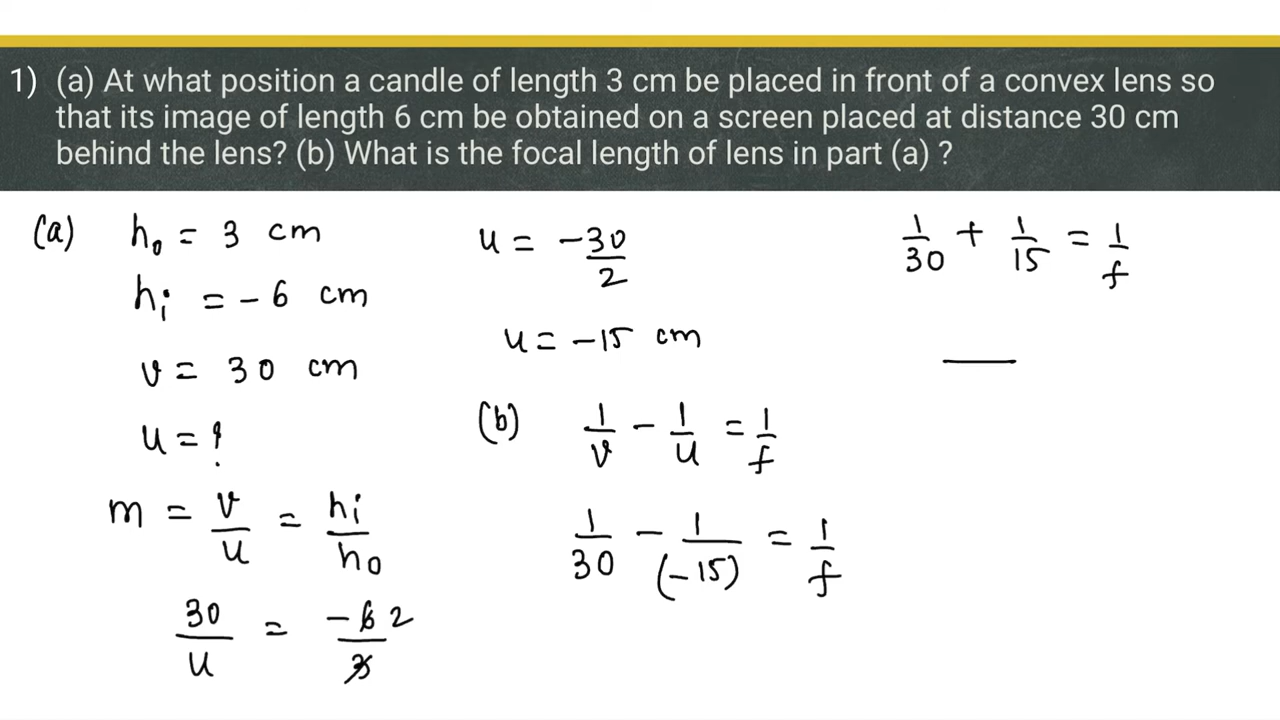 1) (a) At what position a candle of length 3 cm be placed in front of a convex lens so
that its image of length 6 cm be obtained on a screen placed at distance 30 cm
behind the lens? (b) What is the focal length of lens in part (a) ?
(a) h₀ = 3 cm
hᵢ = -6 cm
v = 30 cm
u = ?
m = v/u = hi/h₀
30/u = -6 2/3
u = -30/2
u = -15 cm
(b) 1/v - 1/u = 1/f
1/30 - 1/(-15) = 1/f
1/30 + 1/15 = 1/f